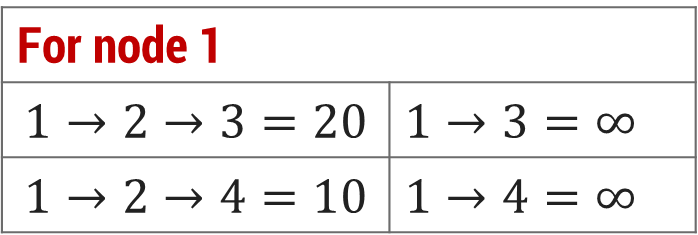 For node 1
1 → 2 → 3 = 20 1 → 3 = ∞
1 → 2 → 4 = 10 1 → 4 = ∞